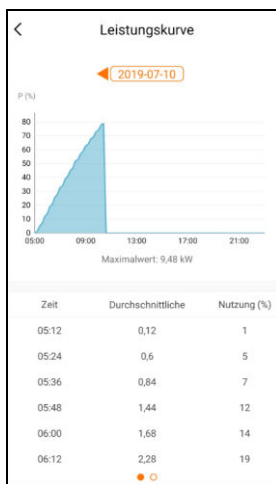 Leistungskurve
2019-07-10
P (%)
80
70
60
50
40
30
20
10
0
05:00 09:00 13:00 17:00 21:00
Maximalwert: 9,48 kW
Zeit Durchschnittliche Nutzung (%)
05:12 0,12 1
05:24 0,6 5
05:36 0,84 7
05:48 1,44 12
06:00 1,68 14
06:12 2,28 19